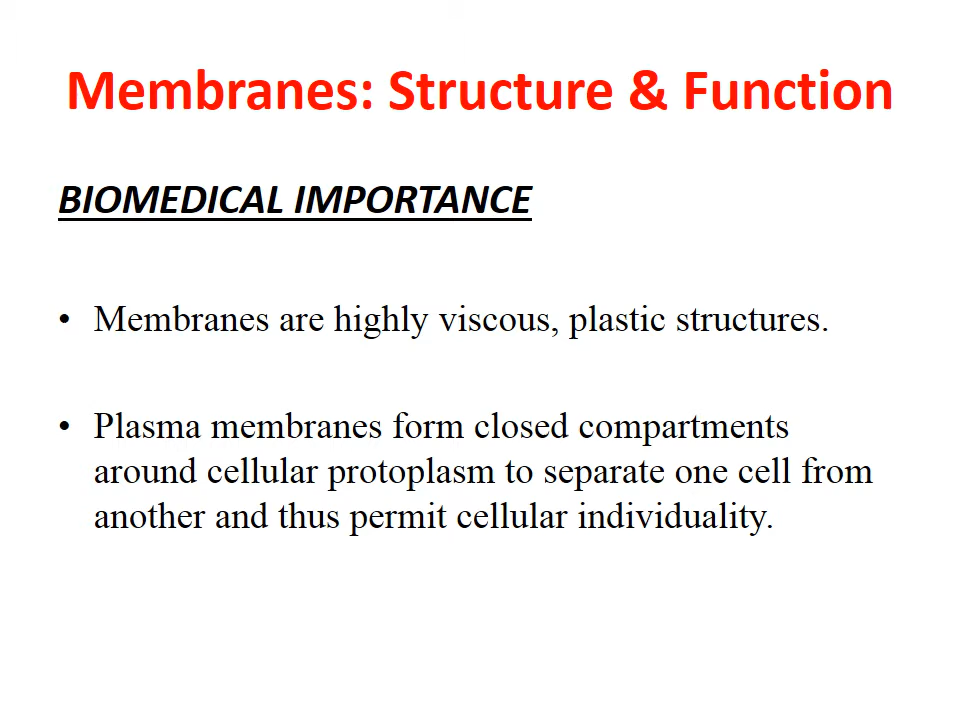 Membranes: Structure & Function
BIOMEDICAL IMPORTANCE
• Membranes are highly viscous, plastic structures.
• Plasma membranes form closed compartments
around cellular protoplasm to separate one cell from
another and thus permit cellular individuality.